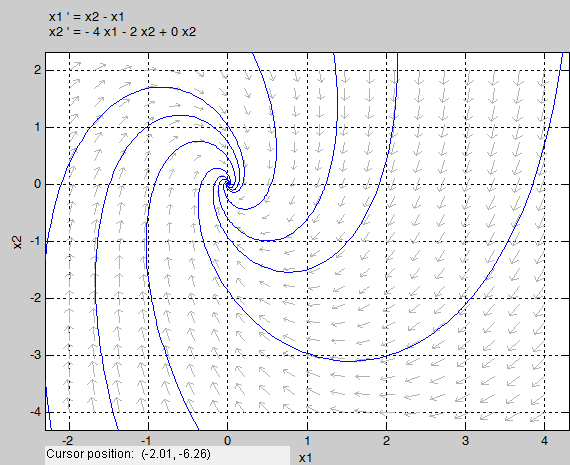 x1 ' = x2 - x1
x2 ' = - 4 x1 - 2 x2 + 0 x2
2
1
0
-1
-2
-3
-4
x2
-2 -1 0 1 2 3 4
x1
Cursor position: (-2.01, -6.26)